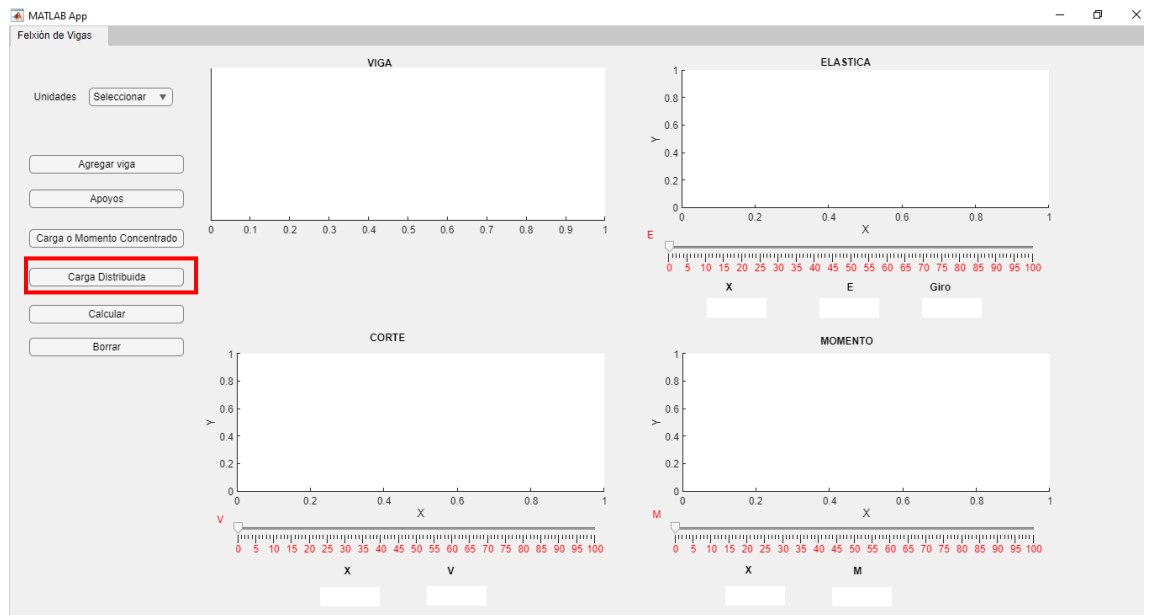 MATLAB App
Felxión de Vigas
Unidades
Seleccionar
Agregar viga
Apoyos
Carga o Momento Concentrado
Carga Distribuida
Calcular
Borrar
VIGA
0 0.1 0.2 0.3 0.4 0.5 0.6 0.7 0.8 0.9 1
ELASTICA
1
0.8
0.6
Y
0.4
0.2
0
0 0.2 0.4 0.6 0.8 1
X
E
0 5 10 15 20 25 30 35 40 45 50 55 60 65 70 75 80 85 90 95 100
X E Giro
CORTE
1
0.8
0.6
Y
0.4
0.2
0
0 0.2 0.4 0.6 0.8 1
X
V
0 5 10 15 20 25 30 35 40 45 50 55 60 65 70 75 80 85 90 95 100
X V
MOMENTO
1
0.8
0.6
Y
0.4
0.2
0
0 0.2 0.4 0.6 0.8 1
X
M
0 5 10 15 20 25 30 35 40 45 50 55 60 65 70 75 80 85 90 95 100
X M